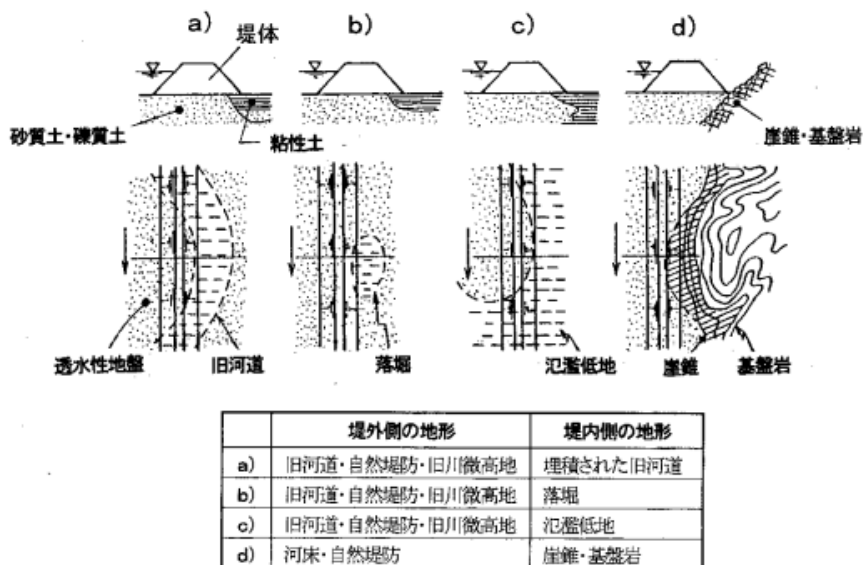 a) b) c) d)
堤体
砂質土・礫質土
粘性土
崖錐・基盤岩
透水性地盤 旧河道 落堀 氾濫低地 崖錐 基盤岩
堤外側の地形 堤内側の地形
a) 旧河道・自然堤防・旧川微高地 埋積された旧河道
b) 旧河道・自然堤防・旧川微高地 落堀
c) 旧河道・自然堤防・旧川微高地 氾濫低地
d) 河床・自然堤防 崖錐・基盤岩